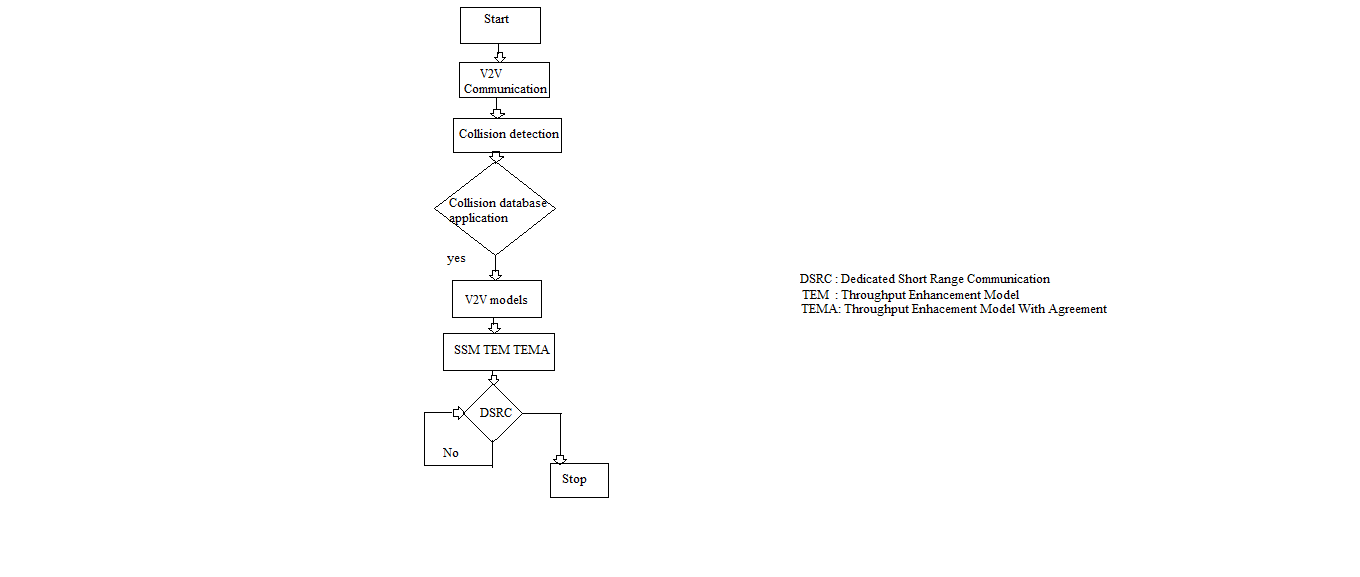 Start
V2V
Communication
Collision detection
Collision database
application
yes
V2V models
SSM TEM TEMA
DSRC
No
Stop
DSRC : Dedicated Short Range Communication
TEM : Throughput Enhancement Model
TEMA: Throughput Enhacement Model With Agreement